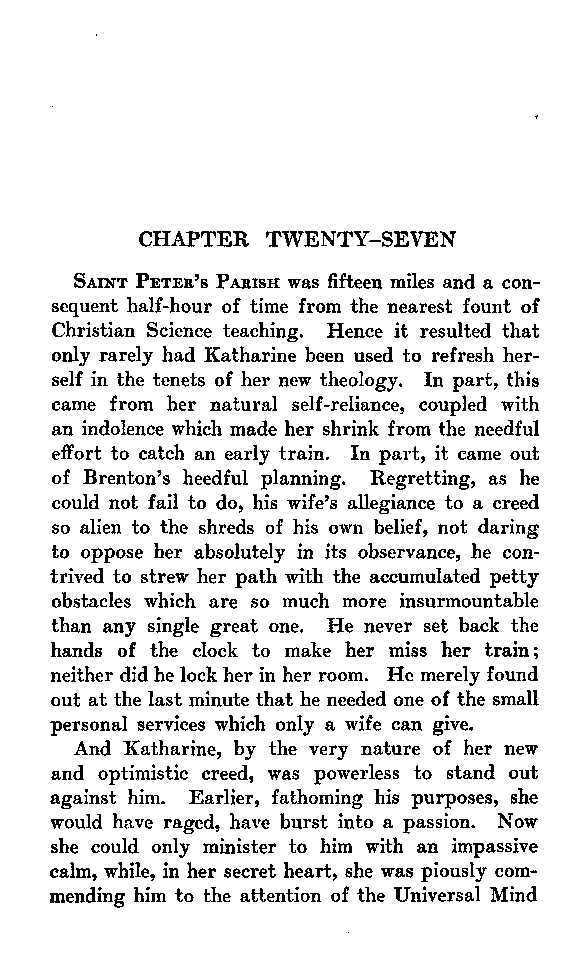 CHAPTER TWENTY-SEVEN
SAINT PETER'S PARISH was fifteen miles and a con-
sequent half-hour of time from the nearest fount of
Christian Science teaching. Hence it resulted that
only rarely had Katharine been used to refresh her-
self in the tenets of her new theology. In part, this
came from her natural self-reliance, coupled with
an indolence which made her shrink from the needful
effort to catch an early train. In part, it came out
of Brenton's heedful planning. Regretting, as he
could not fail to do, his wife's allegiance to a creed
so alien to the shreds of his own belief, not daring
to oppose her absolutely in its observance, he con-
trived to strew her path with the accumulated petty
obstacles which are so much more insurmountable
than any single great one. He never set back the
hands of the clock to make her miss her train;
neither did he lock her in her room. He merely found
out at the last minute that he needed one of the small
personal services which only a wife can give.
And Katharine, by the very nature of her new
and optimistic creed, was powerless to stand out
against him. Earlier, fathoming his purposes, she
would have raged, have burst into a passion. Now
she could only minister to him with an impassive
calm, while, in her secret heart, she was piously com-
mending him to the attention of the Universal Mind